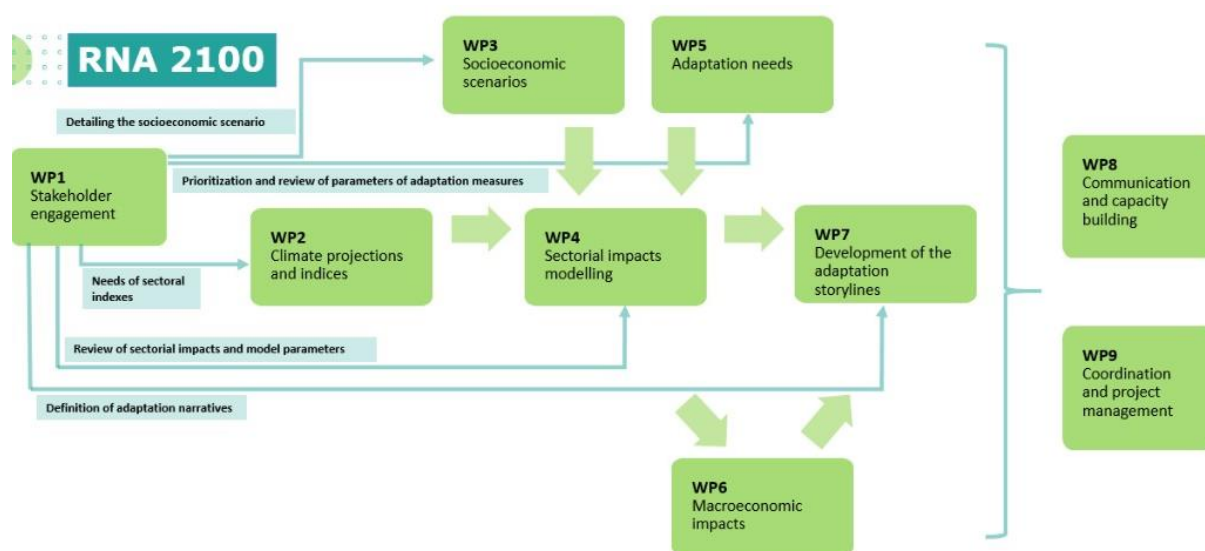 RNA 2100
WP3
Socioeconomic
scenarios
WP5
Adaptation needs
Detailing the socioeconomic scenario
WP1
Stakeholder
engagement
Prioritization and review of parameters of adaptation measures
WP2
Climate projections
and indices
WP4
Sectorial impacts
modelling
WP7
Development of the
adaptation
storylines
WP8
Communication
and capacity
building
Needs of sectoral
indexes
Review of sectorial impacts and model parameters
Definition of adaptation narratives
WP9
Coordination
and project
management
WP6
Macroeconomic
impacts